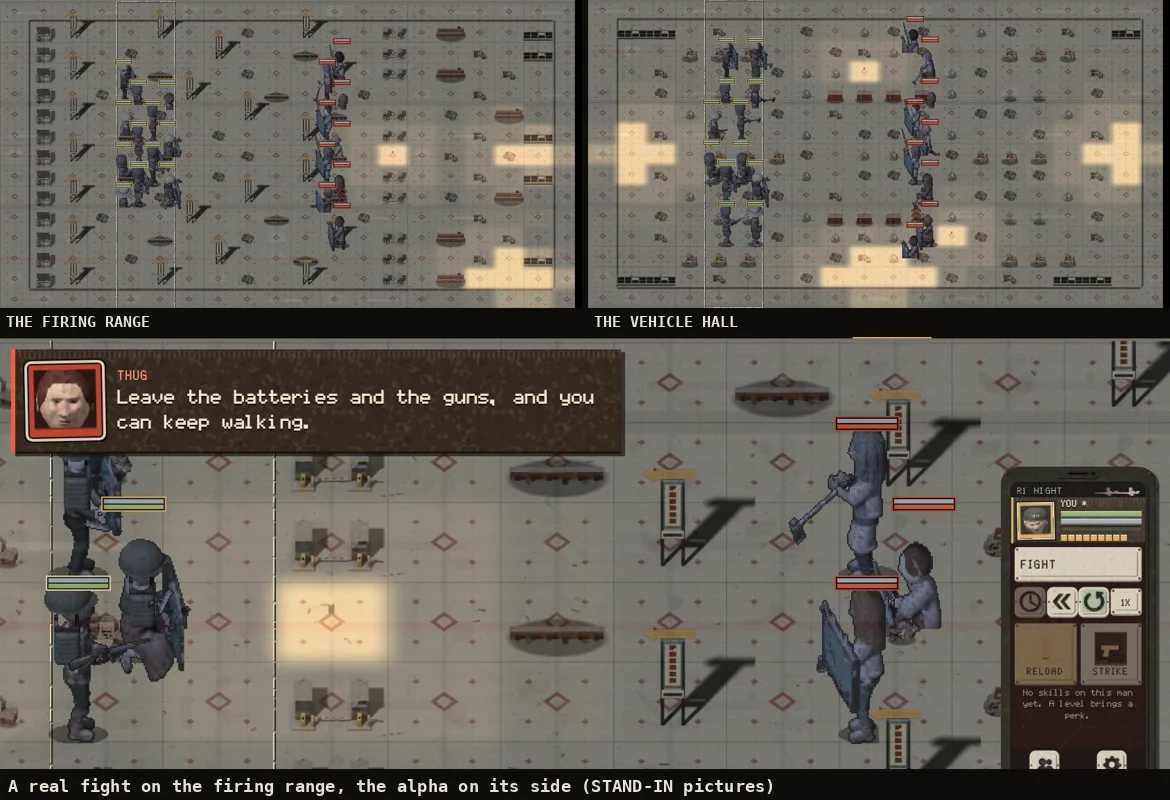 THE FIRING RANGE
THE VEHICLE HALL
THUG
Leave the batteries and the guns, and you
can keep walking.
R1 NIGHT
YOU *
FIGHT
1X
RELOAD
STRIKE
No skills on this man
yet. A level brings a
perk.
A real fight on the firing range, the alpha on its side (STAND-IN pictures)